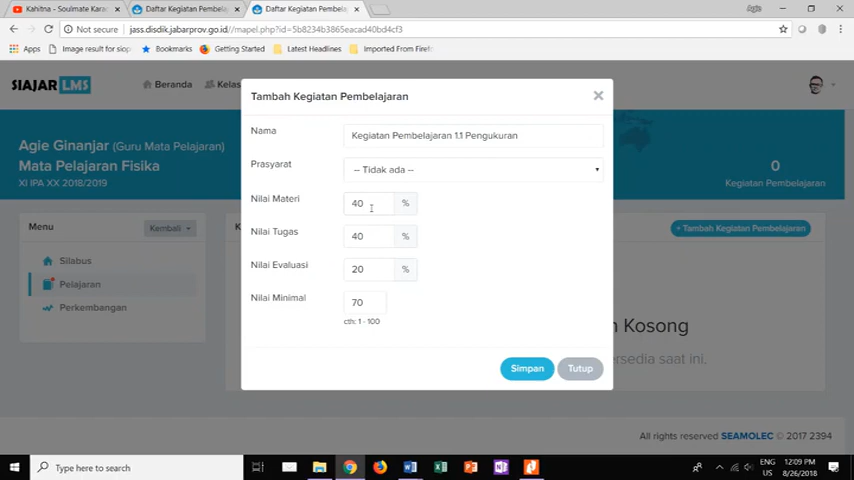 Kahitna - Soulmate Karao
Daftar Kegiatan Pembelaj
Daftar Kegiatan Pembelaj
Agie
Not secure
jass.disdik.jabarprov.go.id//mapel.php?id=5b8234b3865eacad40bd4cf3
Apps
Image result for siop
Bookmarks
Getting Started
Latest Headlines
Imported From Firef
SIAJAR LMS
Beranda
Kelas
Tambah Kegiatan Pembelajaran
Nama
Kegiatan Pembelajaran 1.1 Pengukuran
Prasyarat
-- Tidak ada --
Nilai Materi
40
%
Nilai Tugas
40
%
Nilai Evaluasi
20
%
Nilai Minimal
70
cth: 1 - 100
Simpan
Tutup
Agie Ginanjar (Guru Mata Pelajaran)
Mata Pelajaran Fisika
XI IPA XX 2018/2019
0
Kegiatan Pembelajaran
Menu
Kembali
K
+ Tambah Kegiatan Pembelajaran
Silabus
Pelajaran
Perkembangan
Kosong
ersedia saat ini.
All rights reserved SEAMOLEC © 2017 2394
Type here to search
ENG
US
12:09 PM
8/26/2018